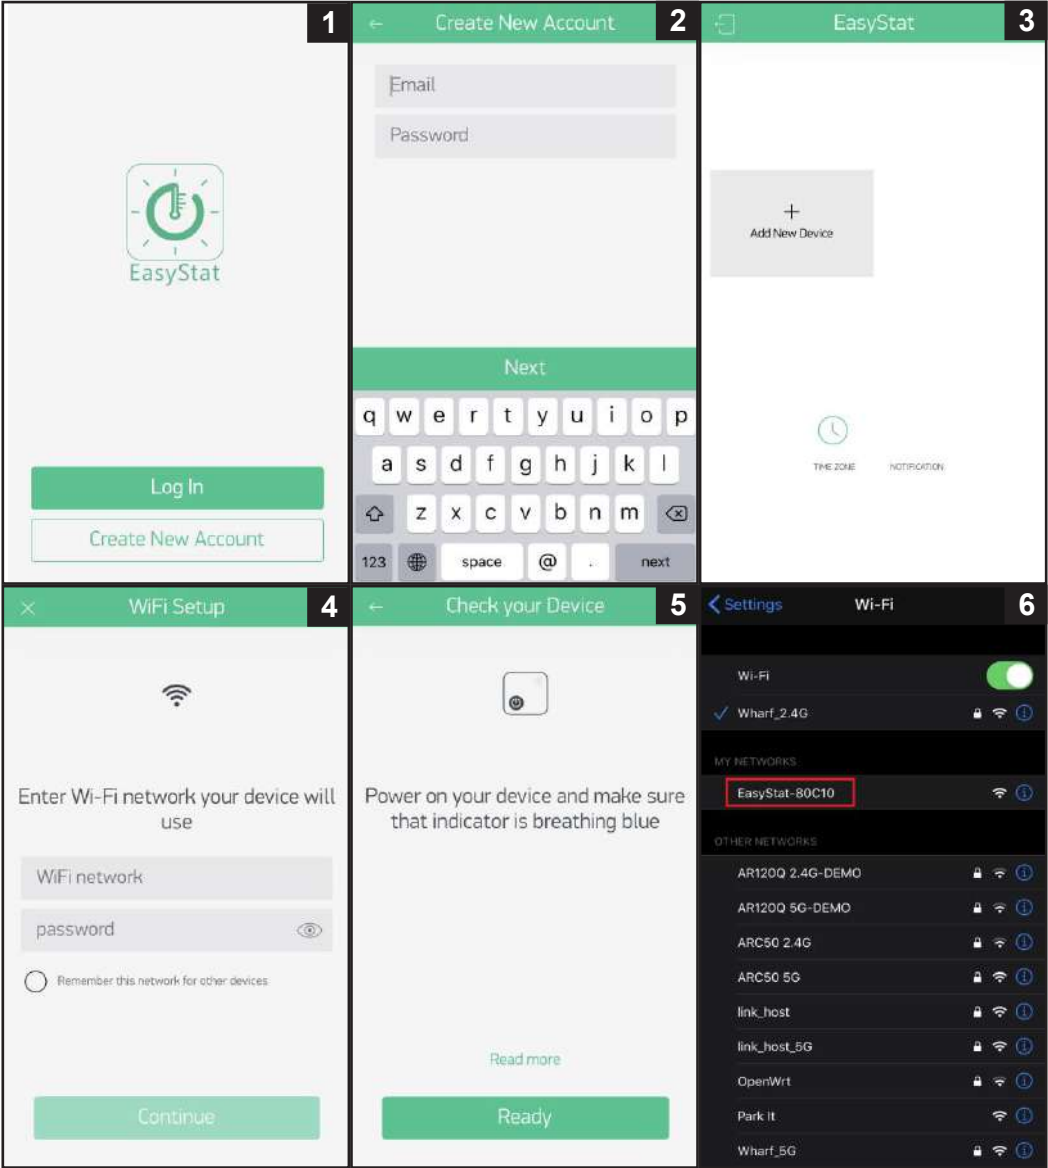 1
EasyStat
Log In
Create New Account
← Create New Account 2
Email
Password
Next
q w e r t y u i o p
a s d f g h j k l
z x c v b n m
123 space @ . next
EasyStat 3
+
Add New Device
TIME ZONE NOTIFICATION
WiFi Setup 4
Enter Wi-Fi network your device will
use
WiFi network
password
Remember this network for other devices
Continue
← Check your Device 5
Power on your device and make sure
that indicator is breathing blue
Read more
Ready
Settings Wi-Fi 6
Wi-Fi
Wharf_2.4G
MY NETWORKS
EasyStat-80C10
OTHER NETWORKS
AR120Q 2.4G-DEMO
AR120Q 5G-DEMO
ARC50 2.4G
ARC50 5G
link_host
link_host_5G
OpenWrt
Park It
Wharf_5G